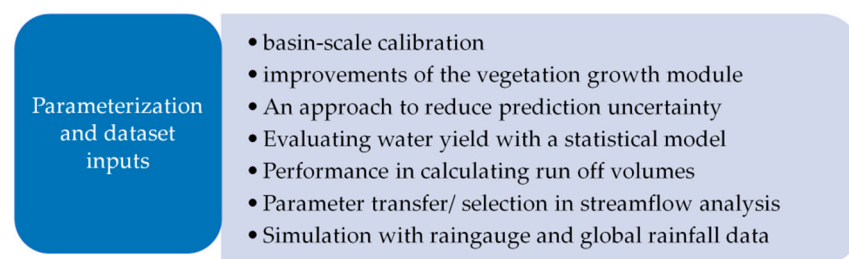 Parameterization
and dataset
inputs
• basin-scale calibration
• improvements of the vegetation growth module
• An approach to reduce prediction uncertainty
• Evaluating water yield with a statistical model
• Performance in calculating run off volumes
• Parameter transfer/ selection in streamflow analysis
• Simulation with raingauge and global rainfall data